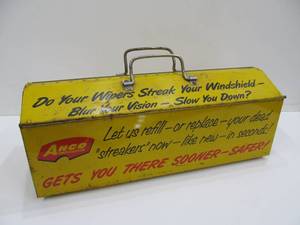 Do Your Wipers Streak Your Windshield -
Blur Your Vision - Slow You Down?
ANCO
Let us refill - or replace - your dead
"streakers" now - like new - in seconds!
GETS YOU THERE SOONER - SAFER!